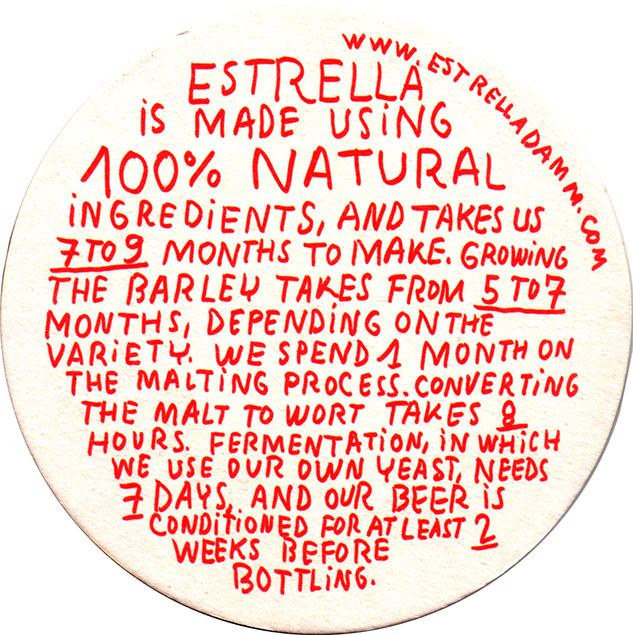 WWW.ESTRELLADAMM.COM
ESTRELLA
iS MADE USiNG
100% NATURAL
iNGREDiENTS, AND TAKES US
7 TO 9 MONTHS TO MAKE. GROWiNG
THE BARLEY TAKES FROM 5 TO 7
MONTHS, DEPENDiNG ON THE
VARiETY. WE SPEND 1 MONTH ON
THE MALTING PROCESS. CONVERTiNG
THE MALT TO WORT TAKES 8
HOURS. FERMENTATiON, iN WHiCH
WE USE OUR OWN YEAST, NEEDS
7 DAYS, AND OUR BEER iS
CONDiTiONED FOR AT LEAST 2
WEEKS BEFORE
BOTTLiNG.